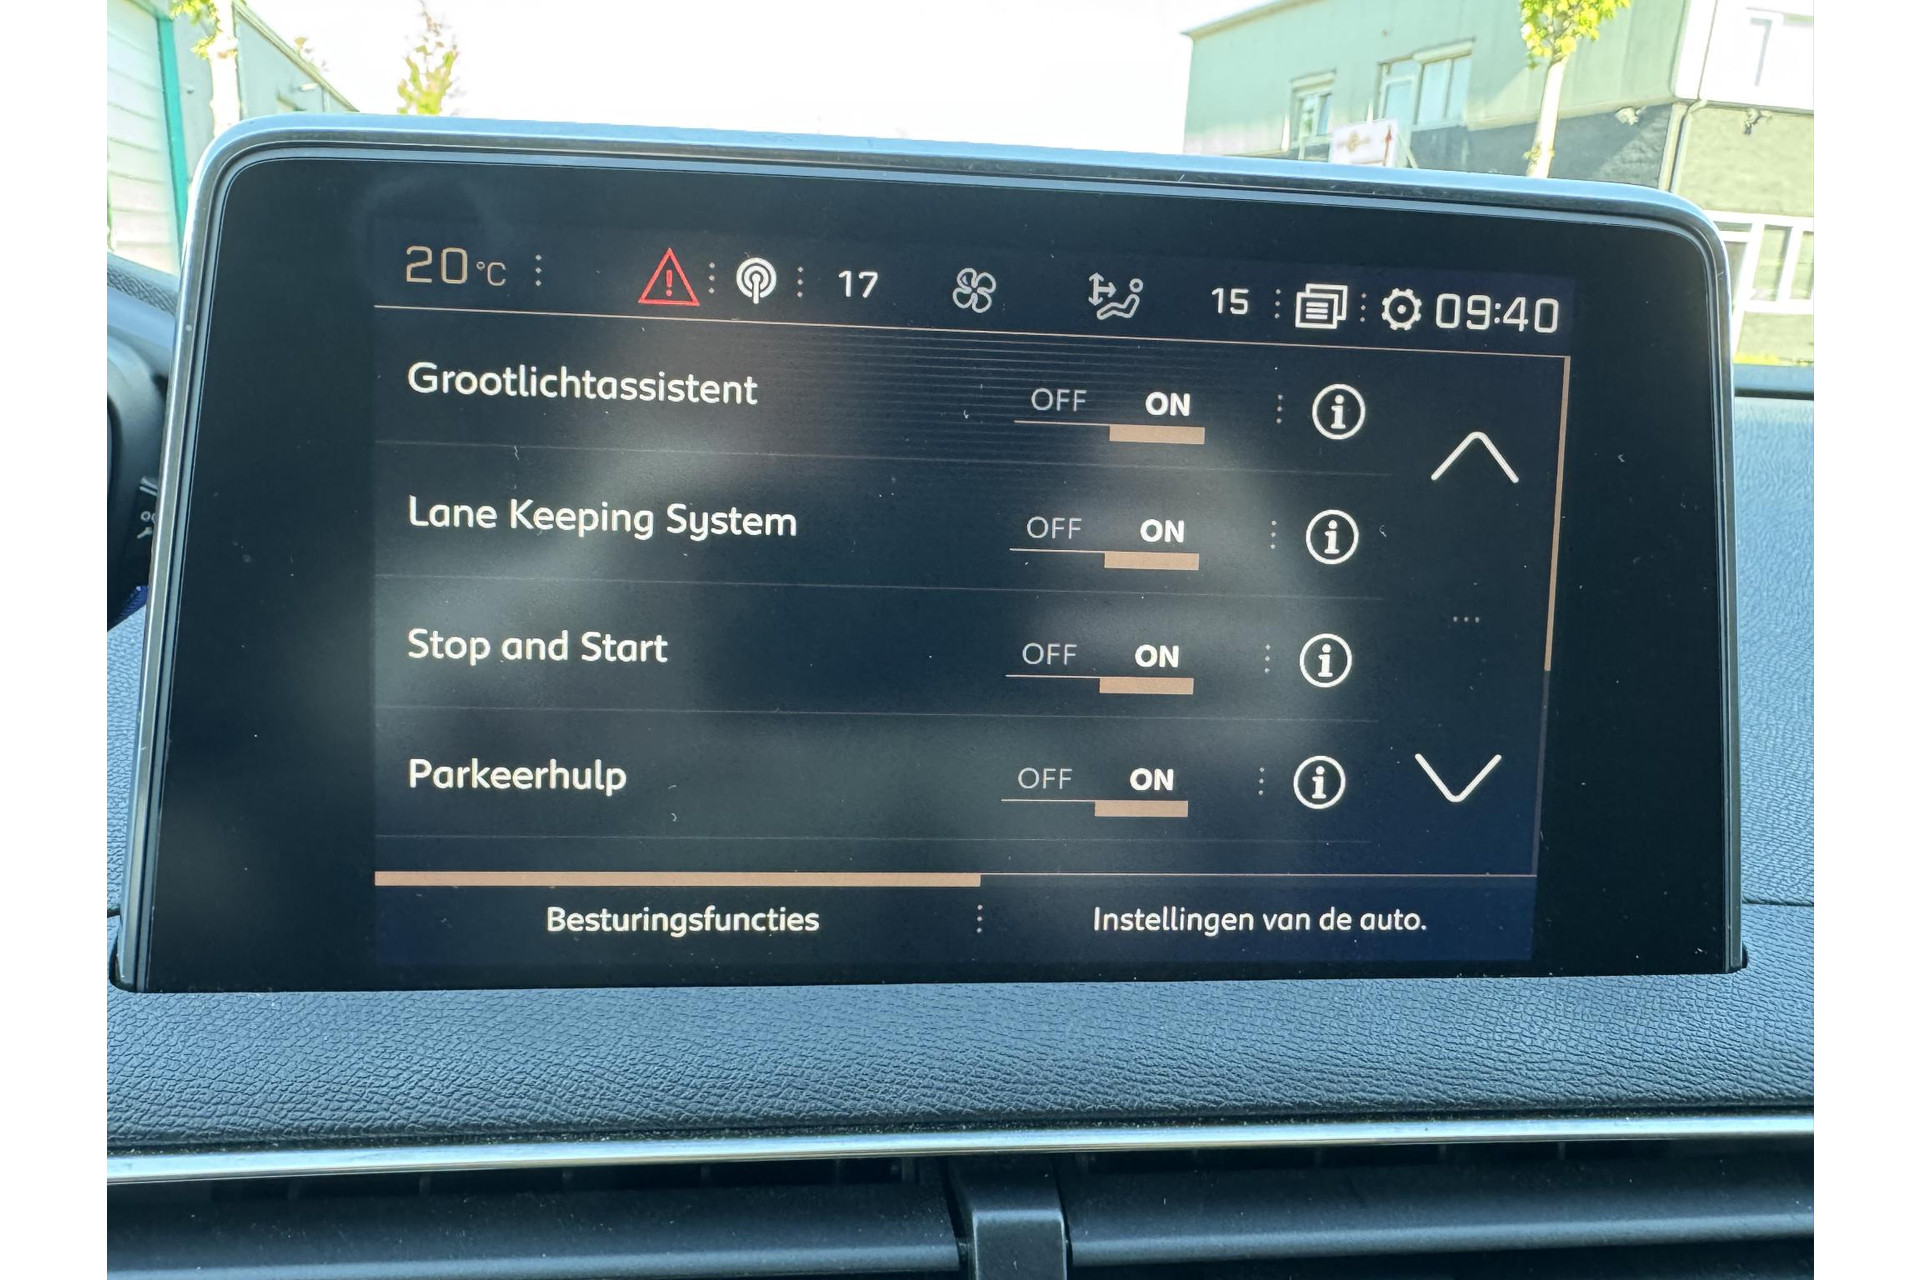 20°C 17 15 09:40
Grootlichtassistent OFF ON
Lane Keeping System OFF ON
Stop and Start OFF ON
Parkeerhulp OFF ON
Besturingsfuncties Instellingen van de auto.